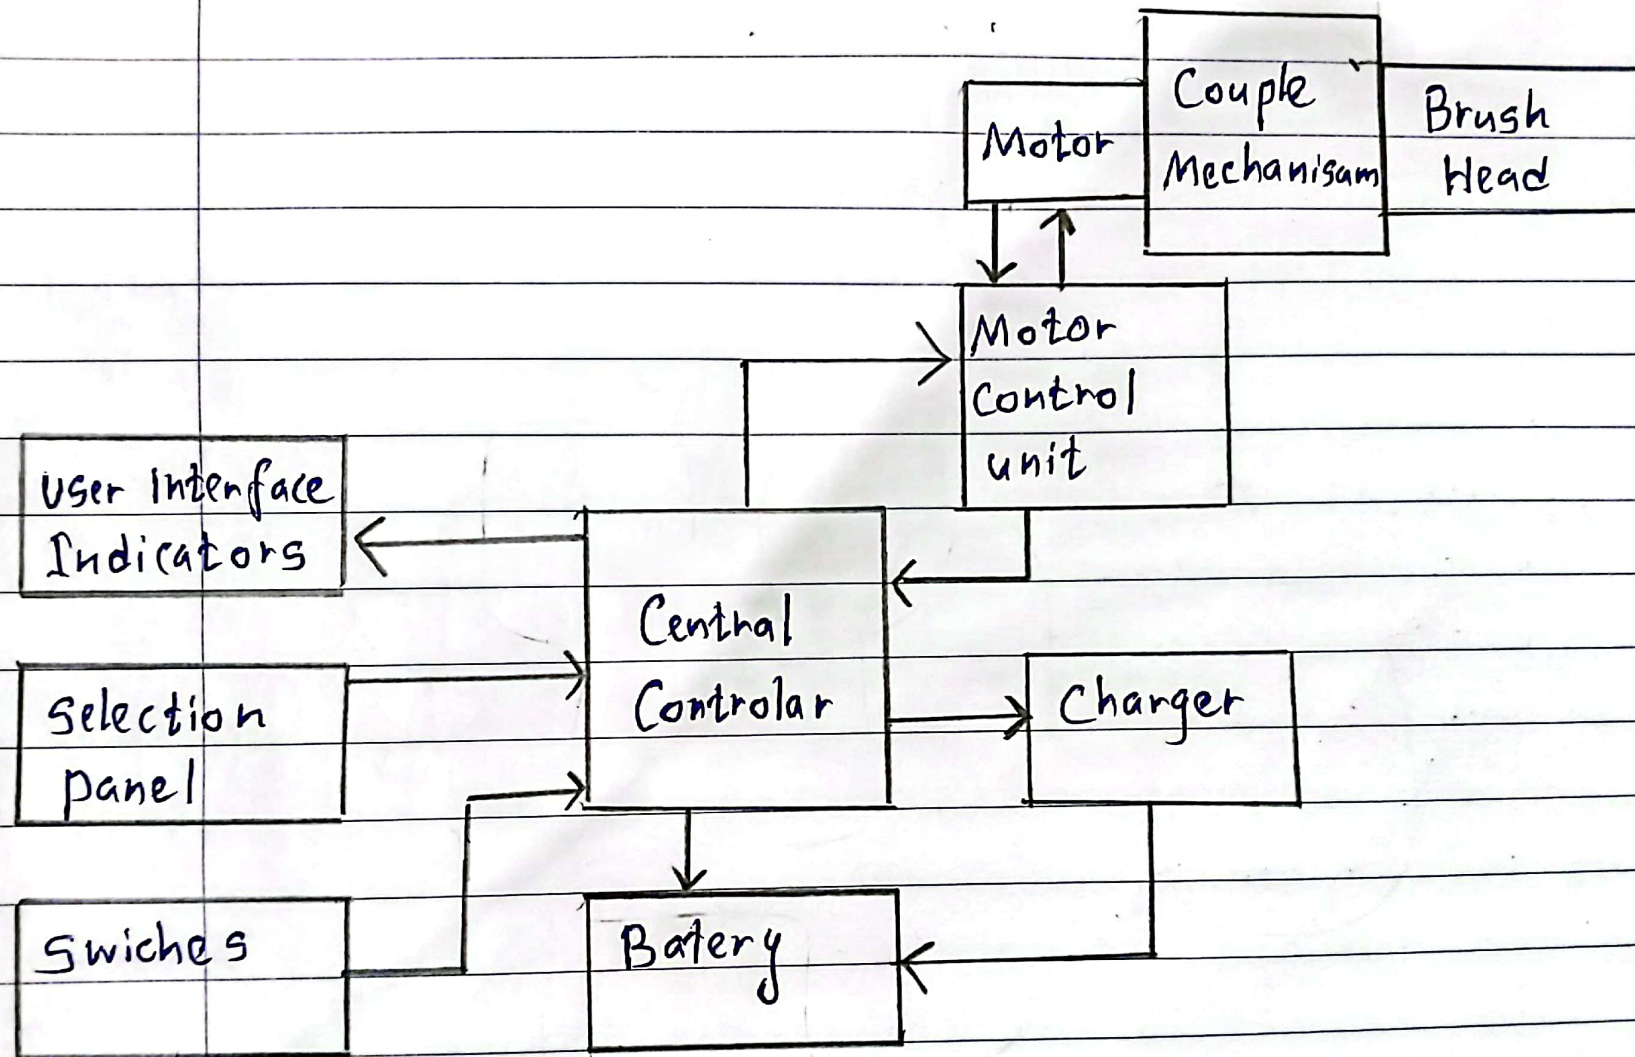 Couple
Mechanisam
Motor
Brush
Head
Motor
Control
unit
User Interface
Indicators
Central
Controlar
Selection
Panel
Charger
Swiches
Batery